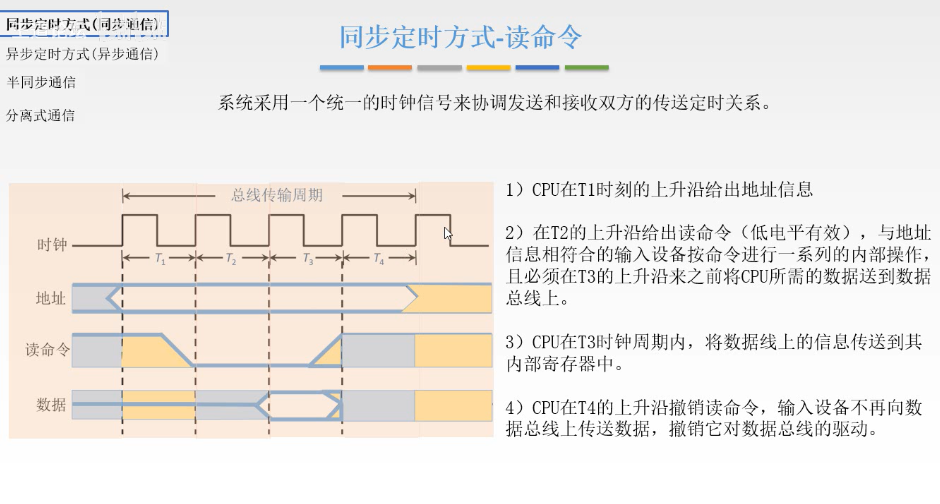 同步定时方式(同步通信)
异步定时方式(异步通信)
半同步通信
分离式通信
同步定时方式-读命令
系统采用一个统一的时钟信号来协调发送和接收双方的传送定时关系。
总线传输周期
时钟
T1 T2 T3 T4
地址
读命令
数据
1）CPU在T1时刻的上升沿给出地址信息
2）在T2的上升沿给出读命令（低电平有效），与地址
信息相符合的输入设备按命令进行一系列的内部操作，
且必须在T3的上升沿来之前将CPU所需的数据送到数据
总线上。
3）CPU在T3时钟周期内，将数据线上的信息传送到其
内部寄存器中。
4）CPU在T4的上升沿撤销读命令，输入设备不再向数
据总线上传送数据，撤销它对数据总线的驱动。